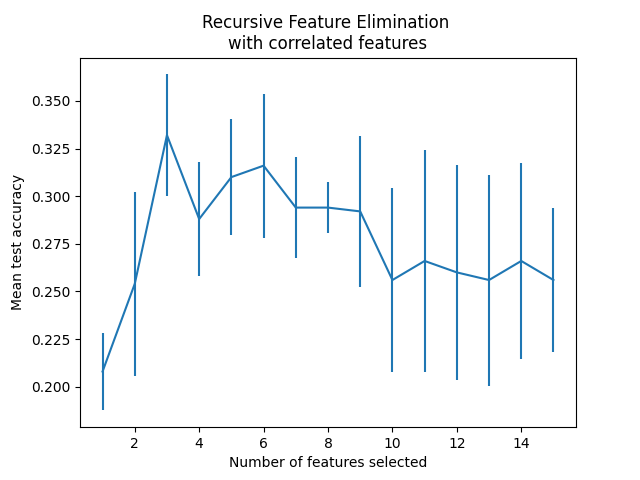 Recursive Feature Elimination
with correlated features
Mean test accuracy
0.350
0.325
0.300
0.275
0.250
0.225
0.200
2 4 6 8 10 12 14
Number of features selected